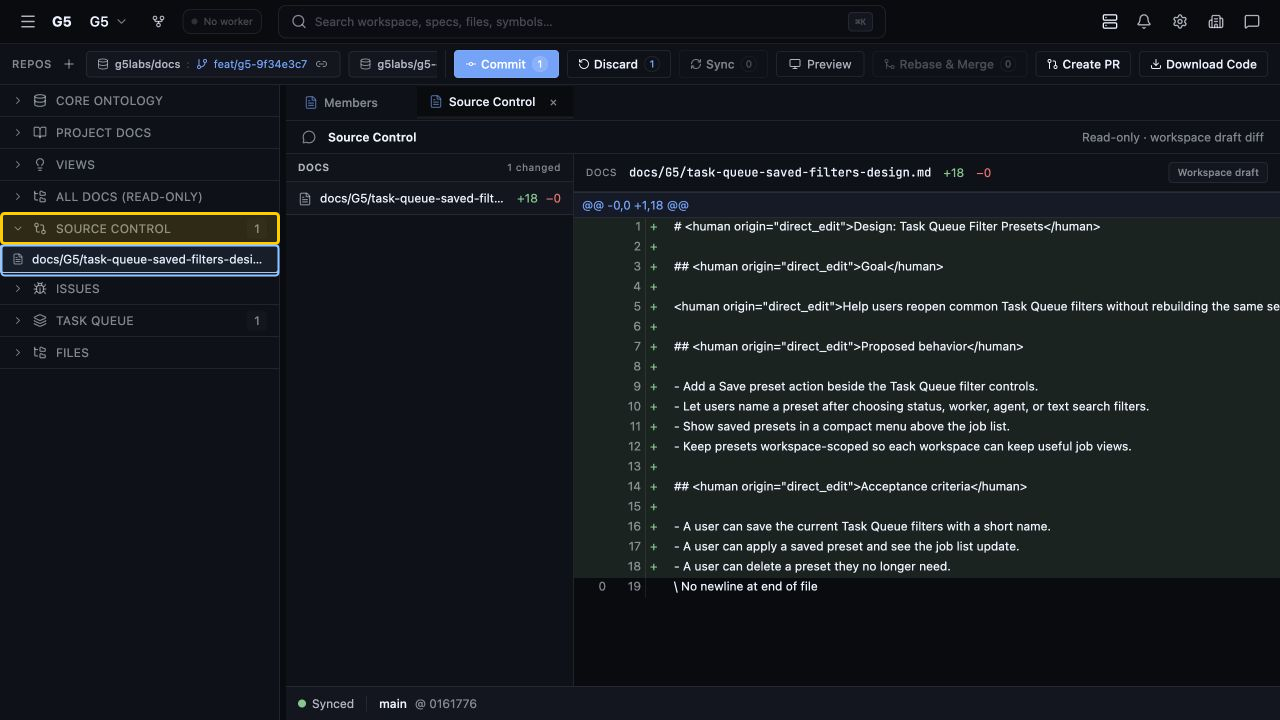 G5 G5 No worker Search workspace, specs, files, symbols... ⌘K
REPOS + g5labs/docs : feat/g5-9f34e3c7 g5labs/g5- Commit 1 Discard 1 Sync 0 Preview Rebase & Merge 0 Create PR Download Code
CORE ONTOLOGY
PROJECT DOCS
VIEWS
ALL DOCS (READ-ONLY)
SOURCE CONTROL 1
docs/G5/task-queue-saved-filters-desi...
ISSUES
TASK QUEUE 1
FILES
Members Source Control ×
Source Control Read-only · workspace draft diff
DOCS 1 changed
docs/G5/task-queue-saved-filt... +18 −0
DOCS docs/G5/task-queue-saved-filters-design.md +18 −0 Workspace draft
@@ -0,0 +1,18 @@
1 + # <human origin="direct_edit">Design: Task Queue Filter Presets</human>
2 +
3 + ## <human origin="direct_edit">Goal</human>
4 +
5 + <human origin="direct_edit">Help users reopen common Task Queue filters without rebuilding the same se
6 +
7 + ## <human origin="direct_edit">Proposed behavior</human>
8 +
9 + - Add a Save preset action beside the Task Queue filter controls.
10 + - Let users name a preset after choosing status, worker, agent, or text search filters.
11 + - Show saved presets in a compact menu above the job list.
12 + - Keep presets workspace-scoped so each workspace can keep useful job views.
13 +
14 + ## <human origin="direct_edit">Acceptance criteria</human>
15 +
16 + - A user can save the current Task Queue filters with a short name.
17 + - A user can apply a saved preset and see the job list update.
18 + - A user can delete a preset they no longer need.
0 19 \ No newline at end of file
Synced main @ 0161776